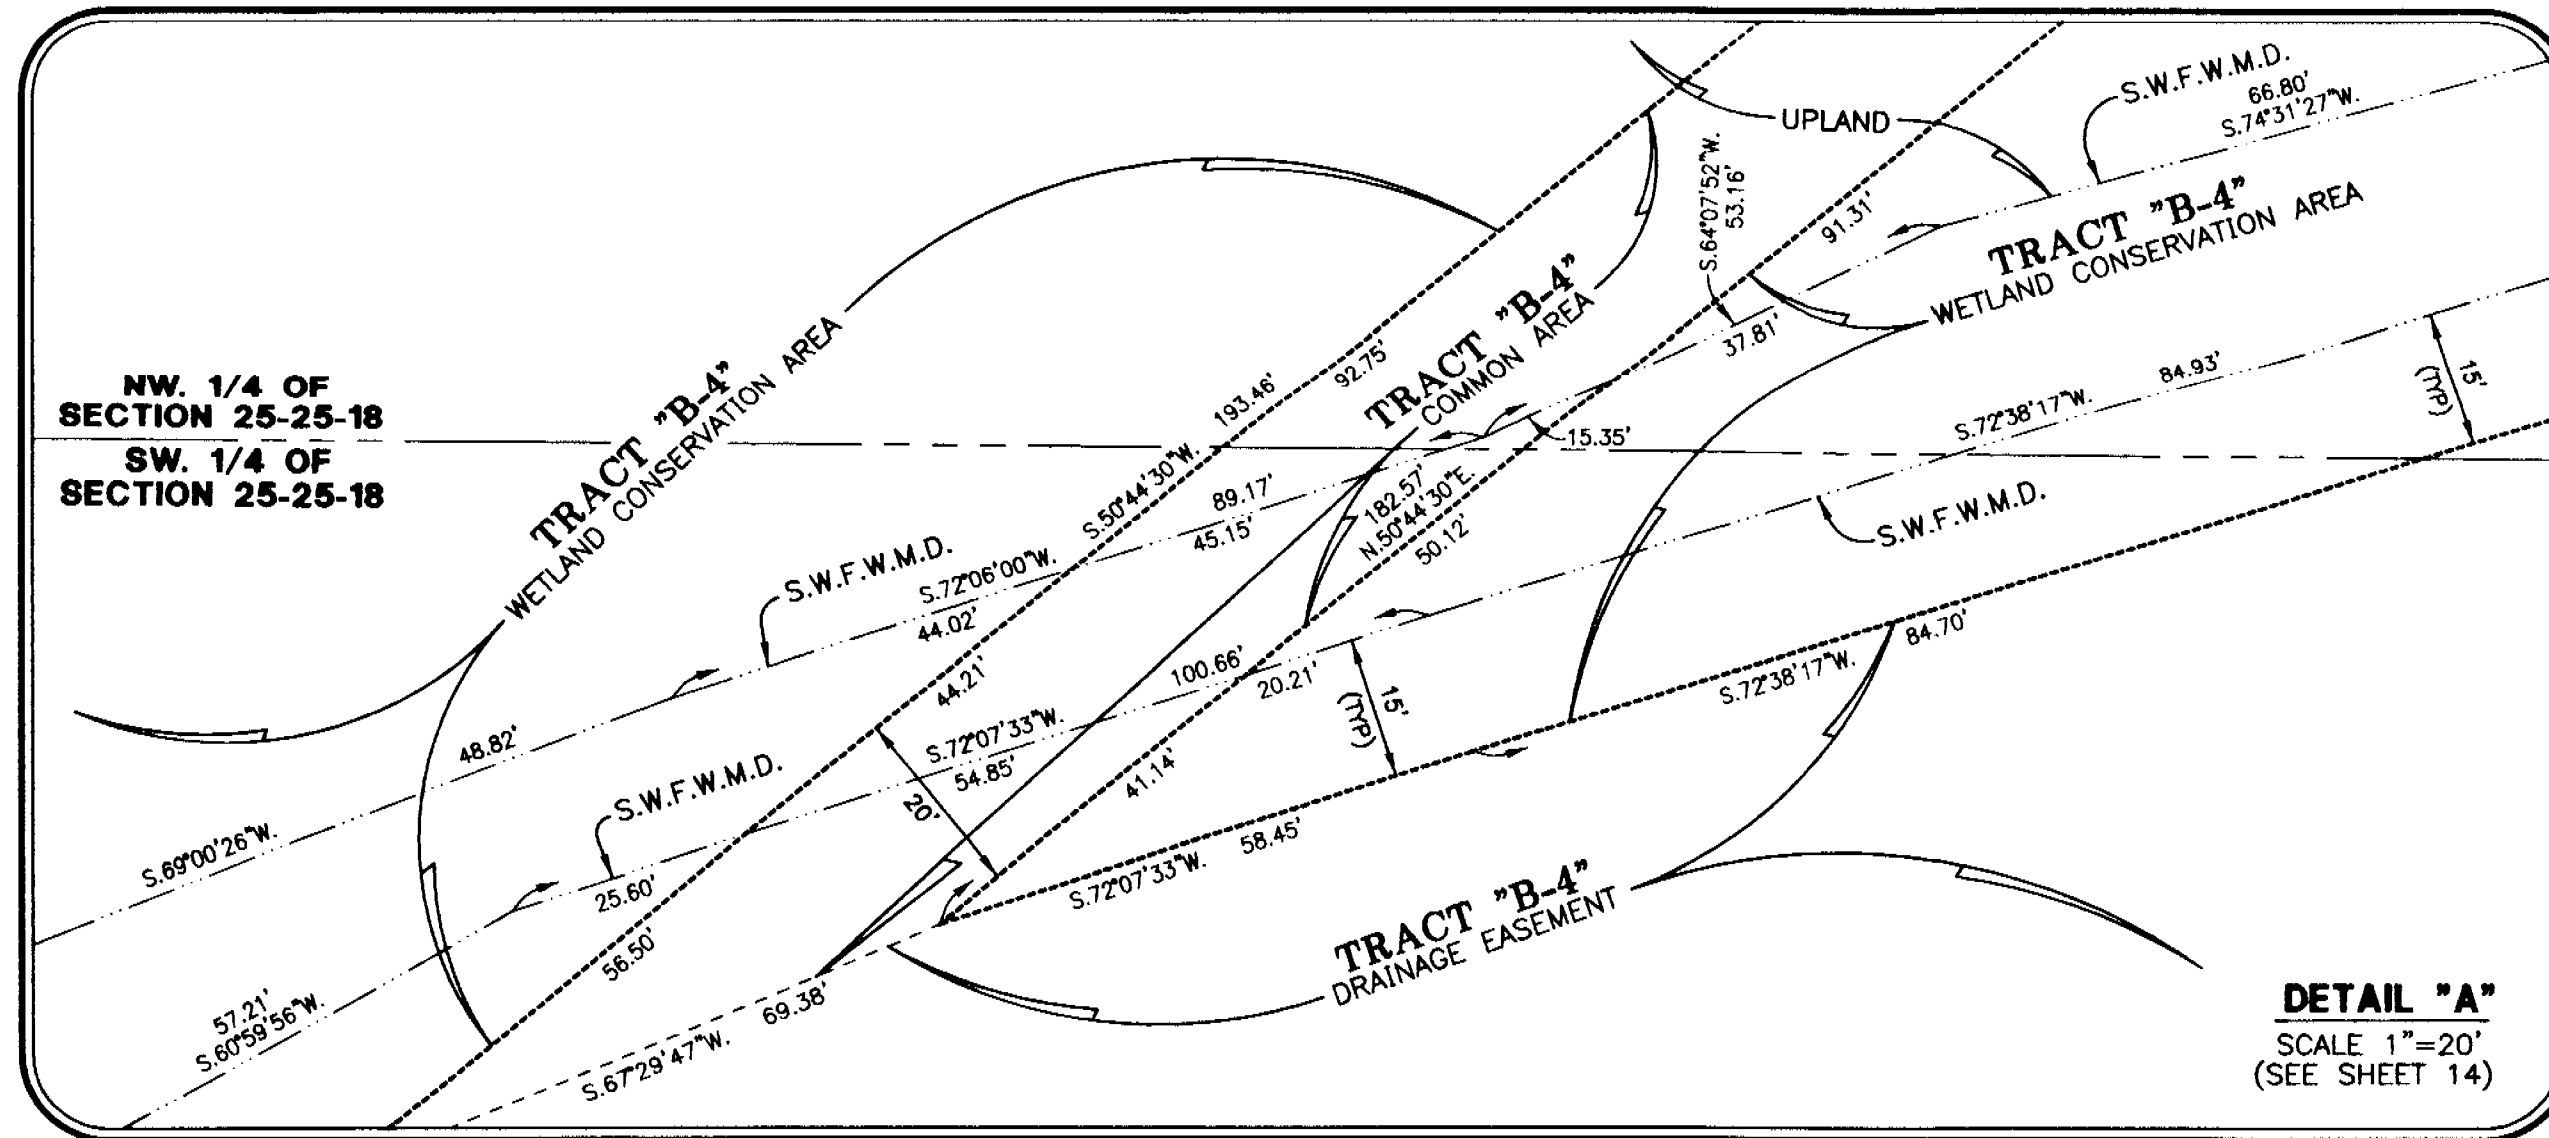 S.W.F.W.M.D.
66.80'
S.74°31'27"W.
UPLAND
S.64°07'52"W.
53.16'
91.31'
TRACT "B-4"
WETLAND CONSERVATION AREA
TRACT "B-4"
COMMON AREA
TRACT "B-4"
WETLAND CONSERVATION AREA
NW. 1/4 OF
SECTION 25-25-18
SW. 1/4 OF
SECTION 25-25-18
193.46'
92.75'
S.50°44'30"W.
37.81'
15.35'
84.93'
S.72°38'17"W.
15'
(TYP)
89.17'
45.15'
182.57'
N.50°44'30"E.
50.12'
S.W.F.W.M.D.
S.W.F.W.M.D.
S.72°06'00"W.
44.02'
44.21'
100.66'
20.21'
15'
(TYP)
84.70'
S.72°38'17"W.
48.82'
S.W.F.W.M.D.
S.72°07'33"W.
54.85'
20'
41.14'
S.69°00'26"W.
25.60'
58.45'
S.72°07'33"W.
TRACT "B-4"
DRAINAGE EASEMENT
56.50'
57.21'
S.60°59'56"W.
69.38'
S.67°29'47"W.
DETAIL "A"
SCALE 1"=20'
(SEE SHEET 14)